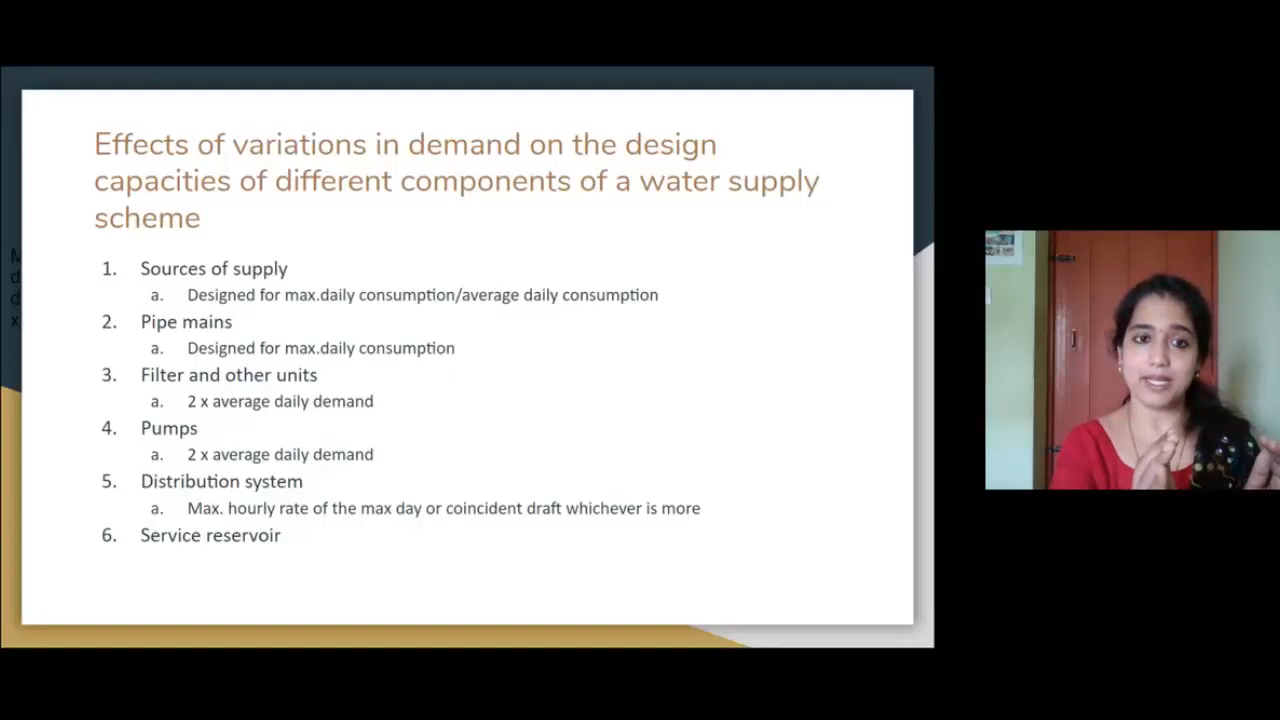 Effects of variations in demand on the design
capacities of different components of a water supply
scheme
1. Sources of supply
a. Designed for max.daily consumption/average daily consumption
2. Pipe mains
a. Designed for max.daily consumption
3. Filter and other units
a. 2 x average daily demand
4. Pumps
a. 2 x average daily demand
5. Distribution system
a. Max. hourly rate of the max day or coincident draft whichever is more
6. Service reservoir